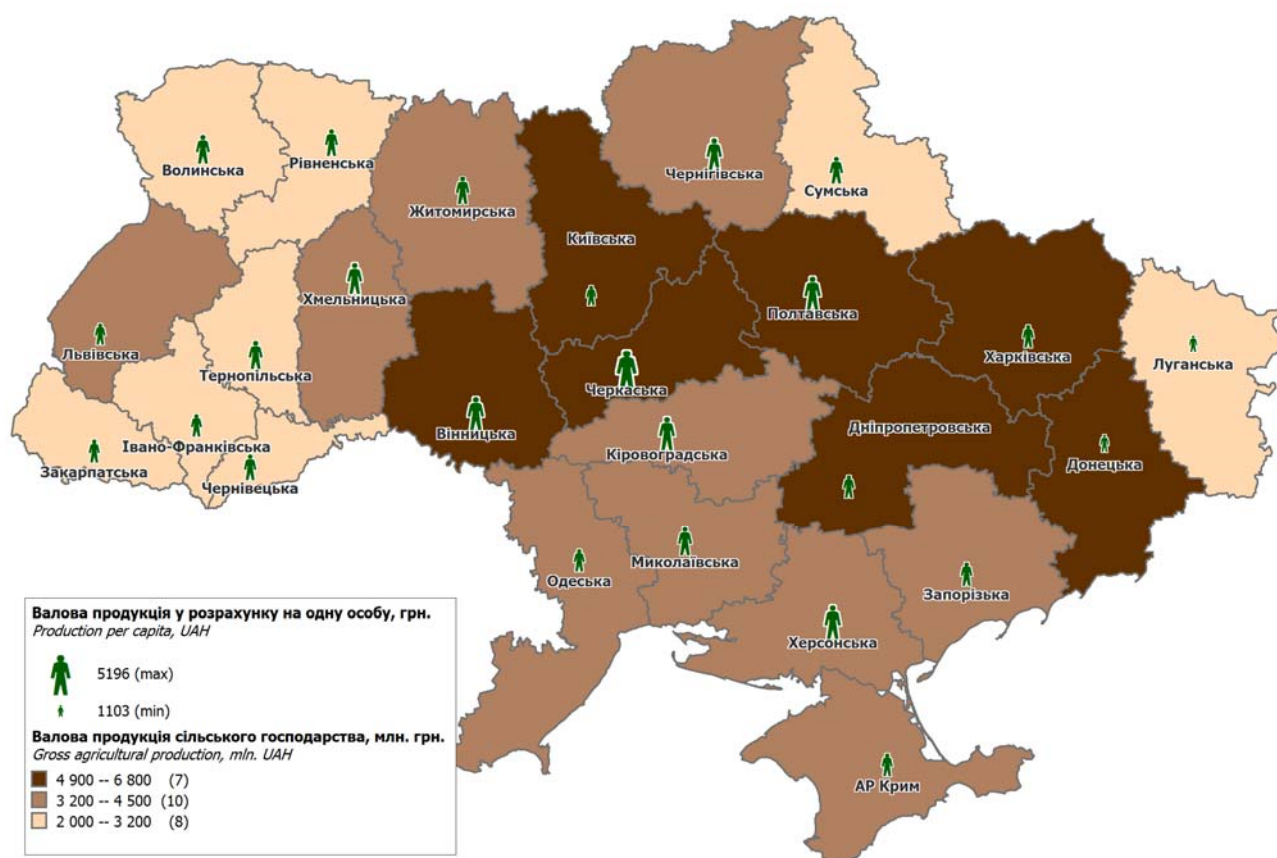 Волинська
Рівненська
Житомирська
Чернігівська
Сумська
Київська
Хмельницька
Львівська
Тернопільська
Полтавська
Харківська
Луганська
Черкаська
Вінницька
Івано-Франківська
Закарпатська
Чернівецька
Кіровоградська
Дніпропетровська
Донецька
Одеська
Миколаївська
Запорізька
Херсонська
АР Крим
Валова продукція у розрахунку на одну особу, грн.
Production per capita, UAH
5196 (max)
1103 (min)
Валова продукція сільського господарства, млн. грн.
Gross agricultural production, mln. UAH
4 900 -- 6 800 (7)
3 200 -- 4 500 (10)
2 000 -- 3 200 (8)